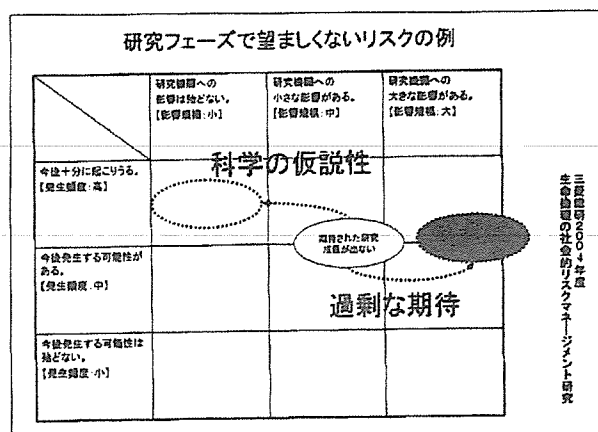 研究フェーズで望ましくないリスクの例
研究機関への
影響は殆どない。
【影響規模：小】
研究機関への
小さな影響がある。
【影響規模：中】
研究機関への
大きな影響がある。
【影響規模：大】
科学の仮説性
今後十分に起こりうる。
【発生頻度：高】
期待された研究
成果が出ない
今後発生する可能性が
ある。
【発生頻度：中】
過剰な期待
今後発生する可能性は
殆どない。
【発生頻度：小】
三菱総研2004年度
生命倫理の社会的リスクマネージメント研究